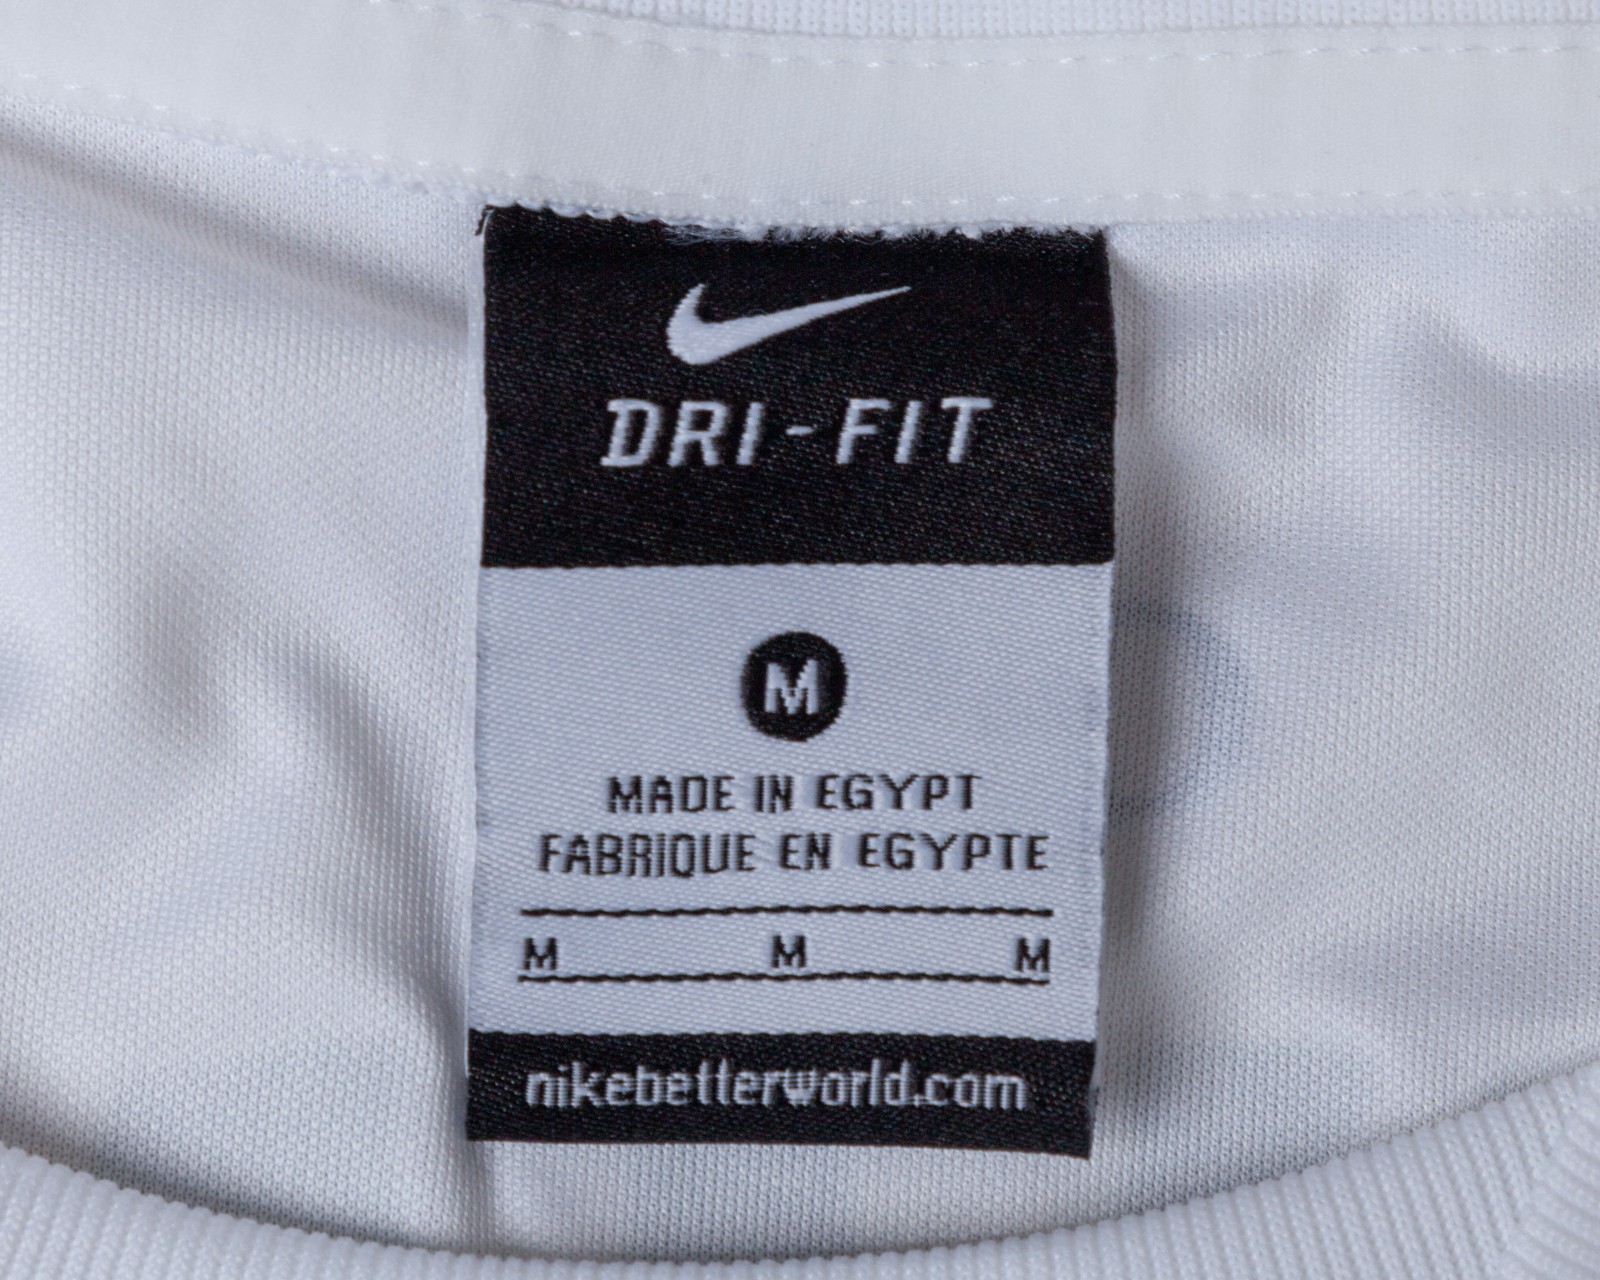 DRI-FIT
M
MADE IN EGYPT
FABRIQUE EN EGYPTE
M M M
nikebetterworld.com